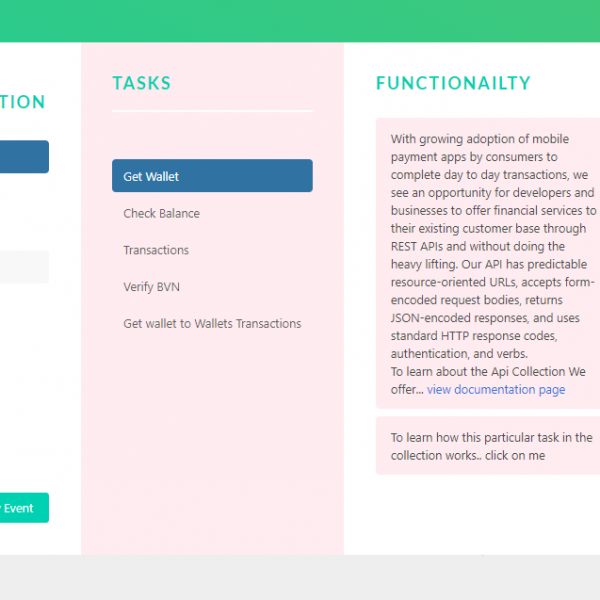 TION
TASKS
Get Wallet
Check Balance
Transactions
Verify BVN
Get wallet to Wallets Transactions
Event
FUNCTIONAILTY
With growing adoption of mobile
payment apps by consumers to
complete day to day transactions, we
see an opportunity for developers and
businesses to offer financial services to
their existing customer base through
REST APIs and without doing the
heavy lifting. Our API has predictable
resource-oriented URLs, accepts form-
encoded request bodies, returns
JSON-encoded responses, and uses
standard HTTP response codes,
authentication, and verbs.
To learn about the Api Collection We
offer... view documentation page
To learn how this particular task in the
collection works.. click on me